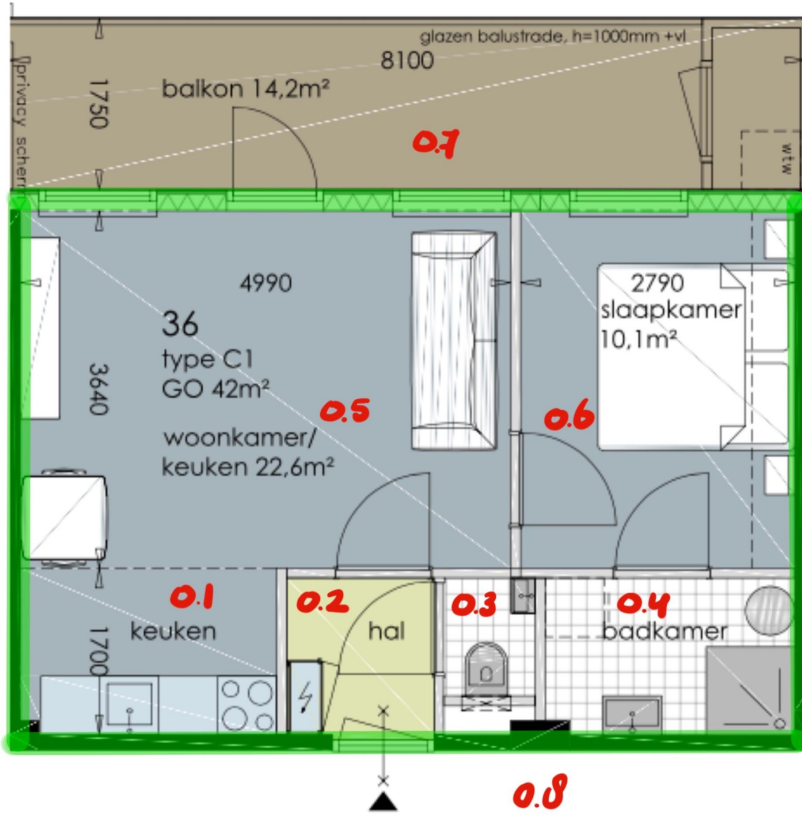 glazen balustrade, h=1000mm +vl
8100
1750
privacy scherm
balkon 14,2m²
0.7
wtw
4990
2790
slaapkamer
10,1m²
36
type C1
GO 42m²
3640
0.5
0.6
woonkamer/
keuken 22,6m²
0.1
0.2
0.3
0.4
keuken
hal
badkamer
1700
0.8